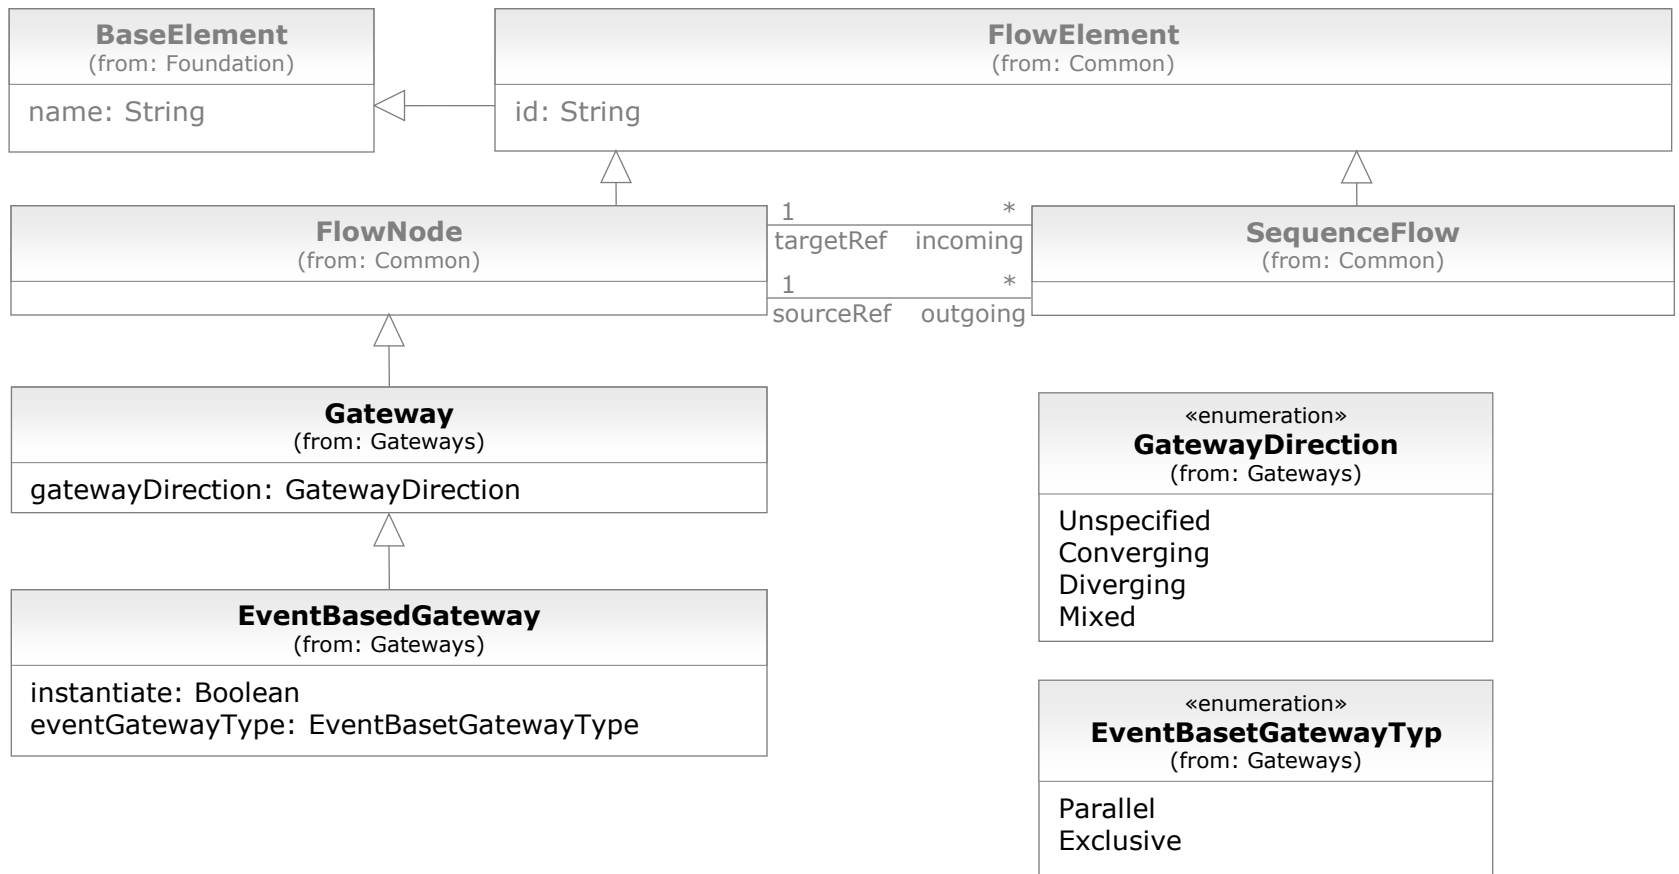 BaseElement
(from: Foundation)
name: String
FlowElement
(from: Common)
id: String
FlowNode
(from: Common)
1 *
targetRef incoming
1 *
sourceRef outgoing
SequenceFlow
(from: Common)
Gateway
(from: Gateways)
gatewayDirection: GatewayDirection
«enumeration»
GatewayDirection
(from: Gateways)
Unspecified
Converging
Diverging
Mixed
EventBasedGateway
(from: Gateways)
instantiate: Boolean
eventGatewayType: EventBasetGatewayType
«enumeration»
EventBasetGatewayTyp
(from: Gateways)
Parallel
Exclusive